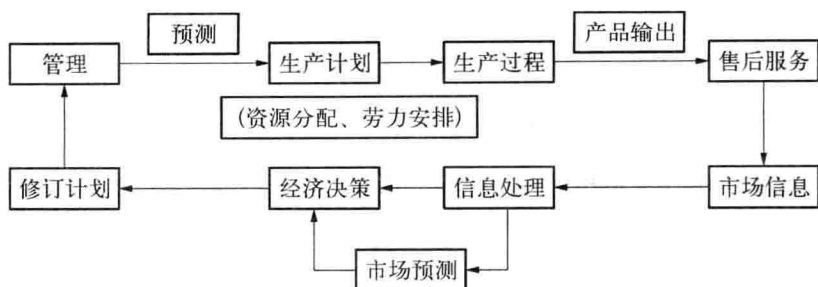 预测
产品输出
管理
生产计划
生产过程
售后服务
(资源分配、劳力安排)
修订计划
经济决策
信息处理
市场信息
市场预测